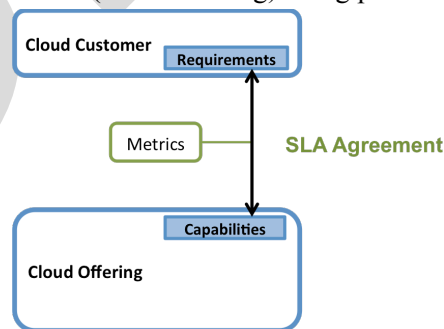 Cloud Customer
Requirements
Metrics
SLA Agreement
Capabilities
Cloud Offering